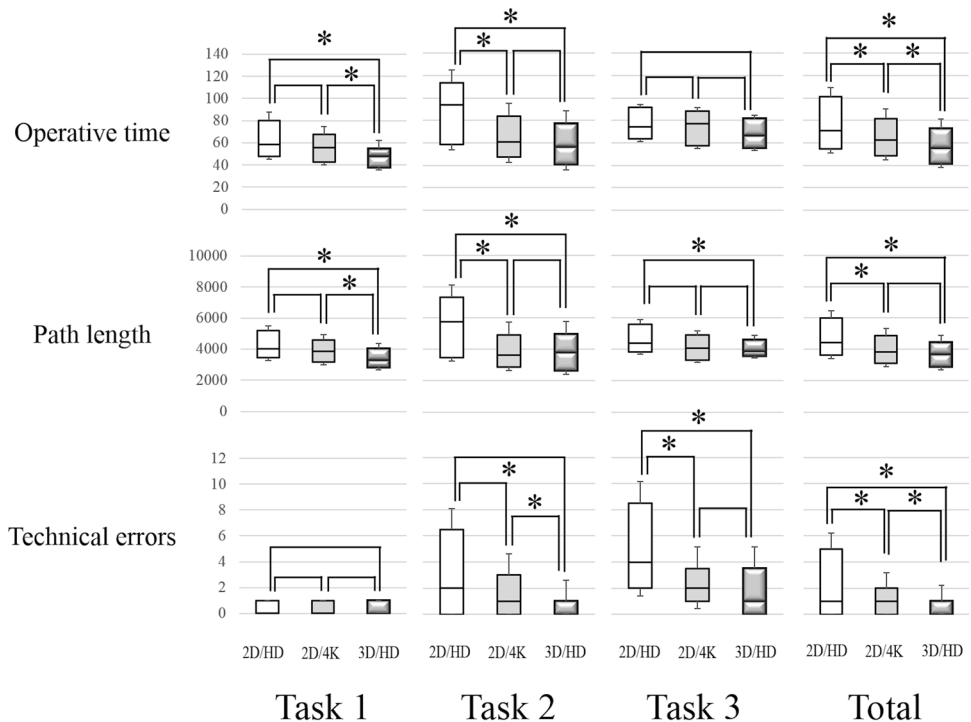 * * * *
* * * *
140
120
100
80
60
40
20
0
Operative time
* * * *
* * *
10000
8000
6000
4000
2000
0
Path length
* * * *
* *
* *
12
10
8
6
4
2
0
Technical errors
2D/HD 2D/4K 3D/HD 2D/HD 2D/4K 3D/HD 2D/HD 2D/4K 3D/HD 2D/HD 2D/4K 3D/HD
Task 1 Task 2 Task 3 Total